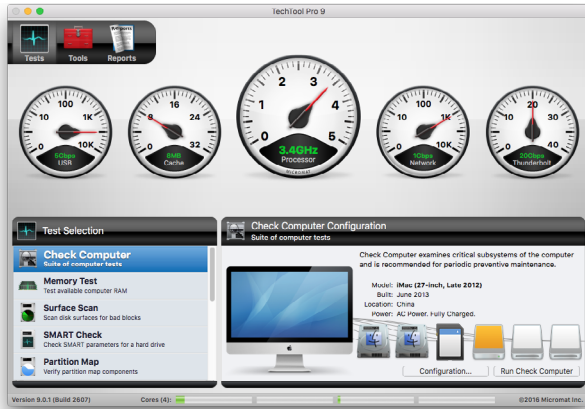 TechTool Pro 9
Reports
Tests
Tools
Reports
0
10
100
1K
10K
5Gbps
USB
0
8
16
24
32
8MB
Cache
0
1
2
3
4
5
3.4GHz
Processor
MICROMAT
0
10
100
1K
10K
1Gbps
Network
0
10
20
30
40
20Gbps
Thunderbolt
Test Selection
Check Computer
Suite of computer tests
Memory Test
Test available computer RAM
Surface Scan
Scan disk surfaces for bad blocks
SMART Check
Check SMART parameters for a hard drive
Partition Map
Verify partition map components
Check Computer Configuration
Suite of computer tests
Check Computer examines critical subsystems of the computer
and is recommended for periodic preventive maintenance.
Model: iMac (27-inch, Late 2012)
Built: June 2013
Location: China
Power: AC Power. Fully Charged.
Configuration...
Run Check Computer
Version 9.0.1 (Build 2607)
Cores (4):
©2016 Micromat Inc.